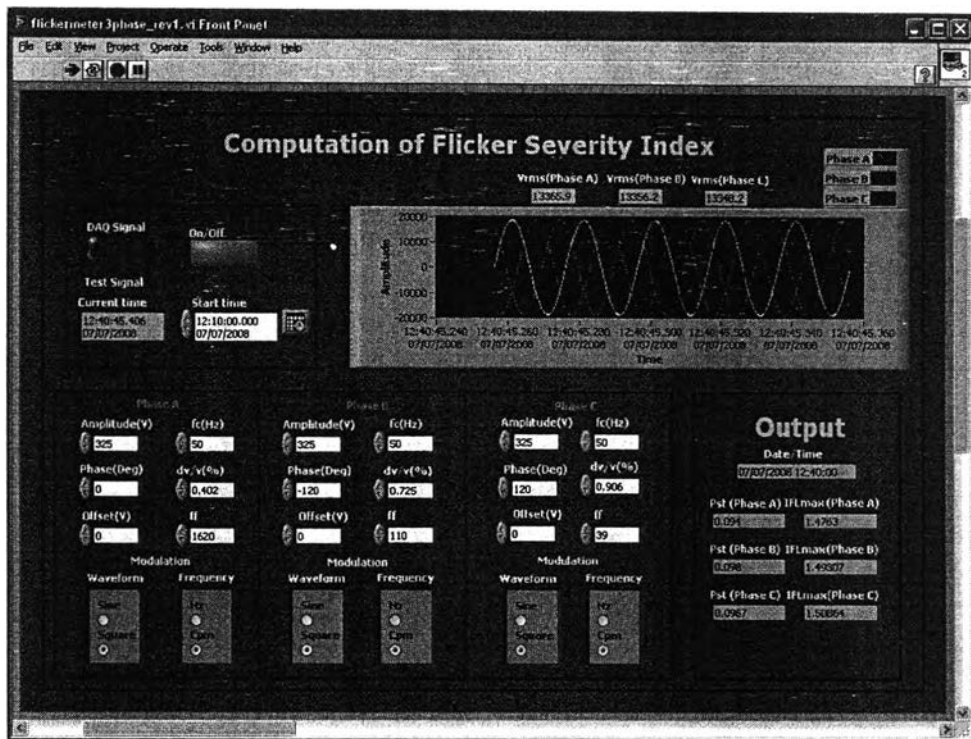 flickermeter3phase_rev1.vi Front Panel
File Edit View Project Operate Tools Window Help
2
Computation of Flicker Severity Index
Phase A
Phase B
Phase C
Vrms(Phase A) Vrms(Phase B) Vrms(Phase C)
13365.9 13356.2 13348.2
DAQ Signal
On/Off
Test Signal
Current time
12:40:45.406
07/07/2008
Start time
12:10:00.000
07/07/2008
Amplitude
20000
10000
0
-10000
-20000
12:40:45.240 12:40:45.260 12:40:45.280 12:40:45.300 12:40:45.320 12:40:45.340 12:40:45.360
07/07/2008 07/07/2008 07/07/2008 07/07/2008 07/07/2008 07/07/2008 07/07/2008
Time
Phase A Phase B Phase C
Amplitude(V) fc(Hz) Amplitude(V) fc(Hz) Amplitude(V) fc(Hz)
325 50 325 50 325 50
Phase(Deg) dv/v(%) Phase(Deg) dv/v(%) Phase(Deg) dv/v(%)
0 0.402 -120 0.725 120 0.906
Offset(V) ff Offset(V) ff Offset(V) ff
0 1620 0 110 0 39
Modulation Modulation Modulation
Waveform Frequency Waveform Frequency Waveform Frequency
Sine Hz Sine Hz Sine Hz
Square Cpm Square Cpm Square Cpm
Output
Date/Time
07/07/2008 12:40:00
Pst (Phase A) IFLmax(Phase A)
0.094 1.4763
Pst (Phase B) IFLmax(Phase B)
0.098 1.49307
Pst (Phase C) IFLmax(Phase C)
0.0967 1.50864